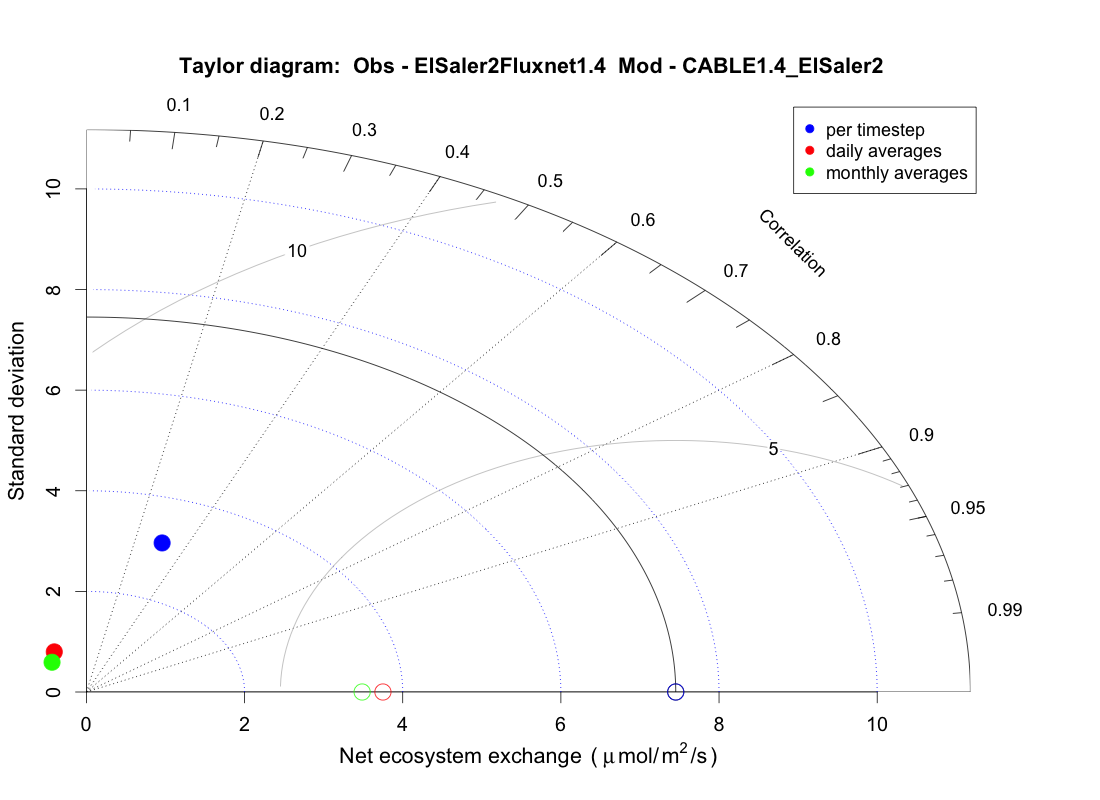 Taylor diagram:  Obs - ElSaler2Fluxnet1.4  Mod - CABLE1.4_ElSaler2
per timestep
daily averages
monthly averages
Correlation
0.1
0.2
0.3
0.4
0.5
0.6
0.7
0.8
0.9
0.95
0.99
10
5
Standard deviation
10
8
6
4
2
0
0 2 4 6 8 10
Net ecosystem exchange ( μmol/m²/s)